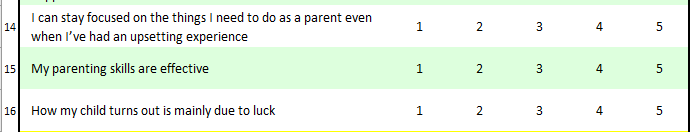 14 I can stay focused on the things I need to do as a parent even when I've had an upsetting experience 1 2 3 4 5
15 My parenting skills are effective 1 2 3 4 5
16 How my child turns out is mainly due to luck 1 2 3 4 5